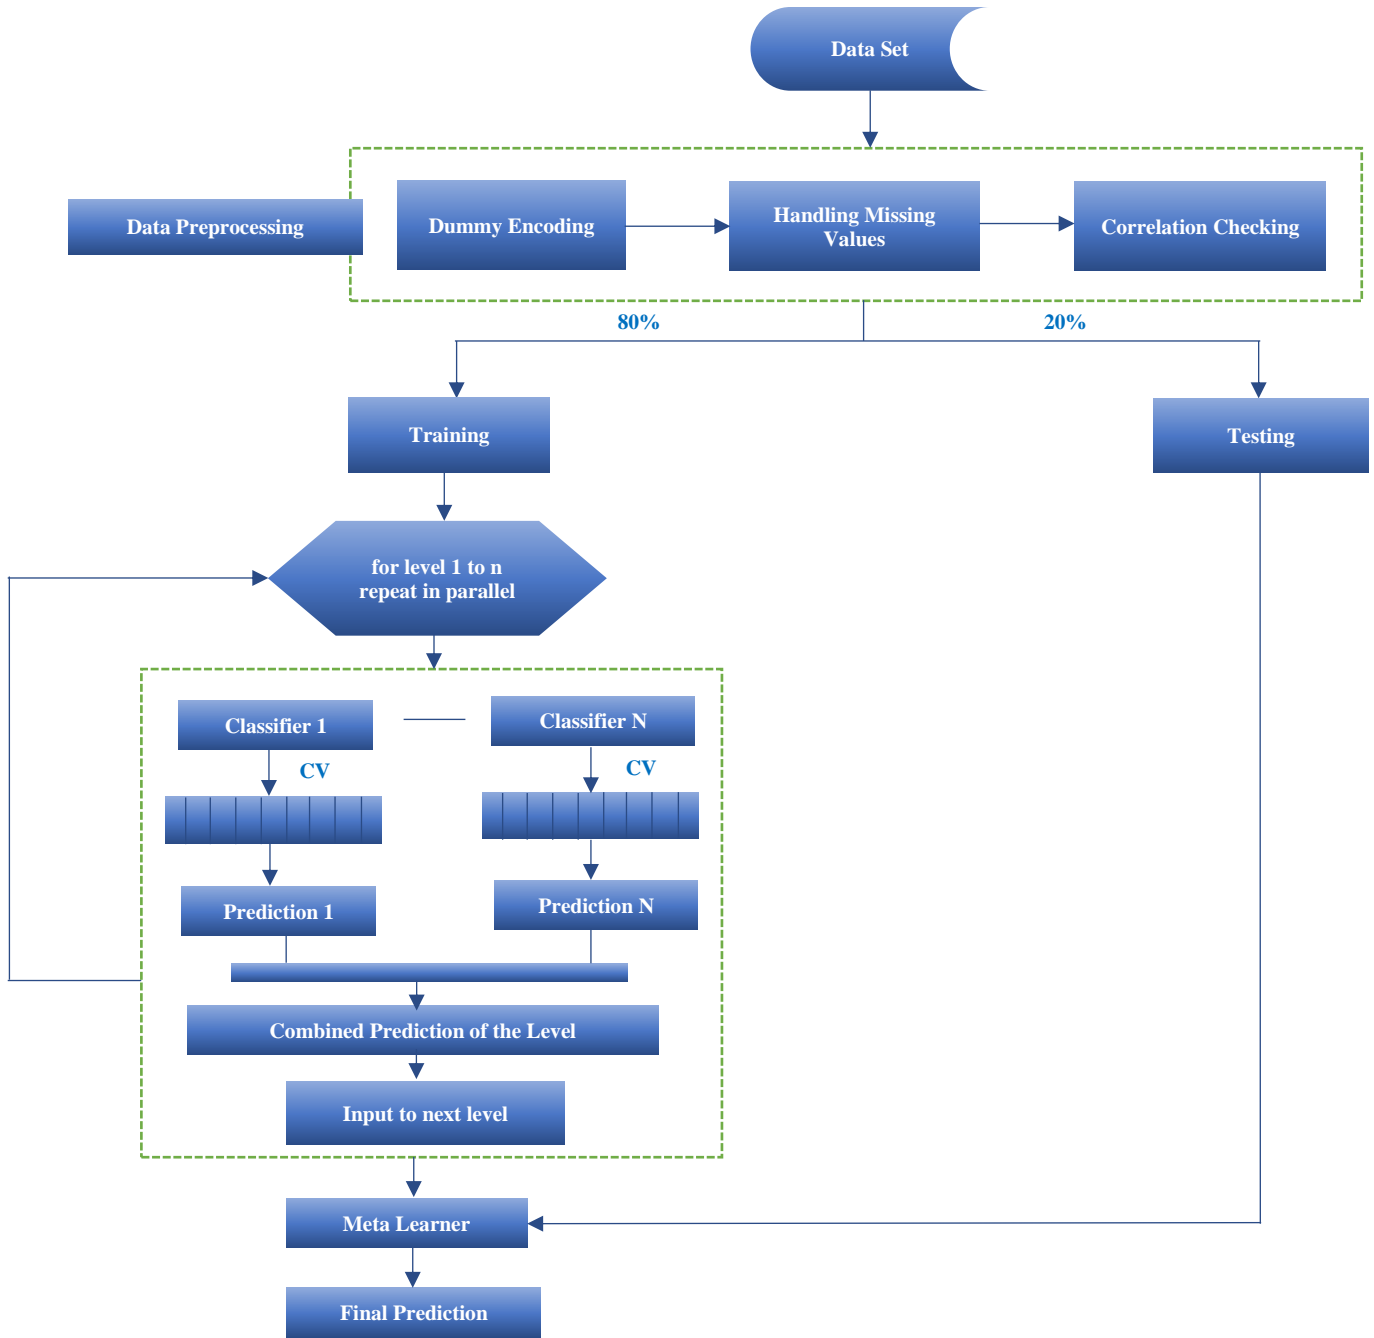 Data Set
Data Preprocessing
Dummy Encoding
Handling Missing
Values
Correlation Checking
80%
20%
Training
Testing
for level 1 to n
repeat in parallel
Classifier 1
Classifier N
CV
CV
Prediction 1
Prediction N
Combined Prediction of the Level
Input to next level
Meta Learner
Final Prediction